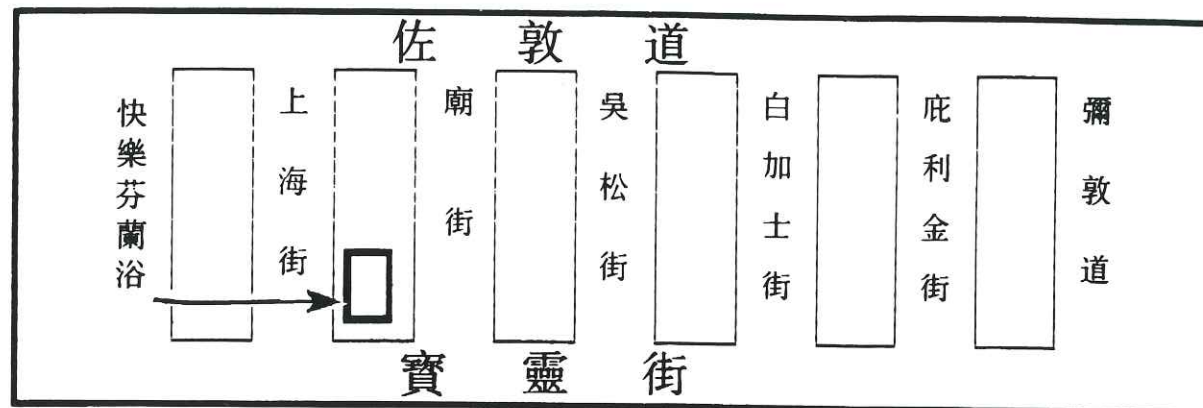 佐敦道
快樂芬蘭浴
上海街
廟街
吳松街
白加士街
庇利金街
彌敦道
寶靈街